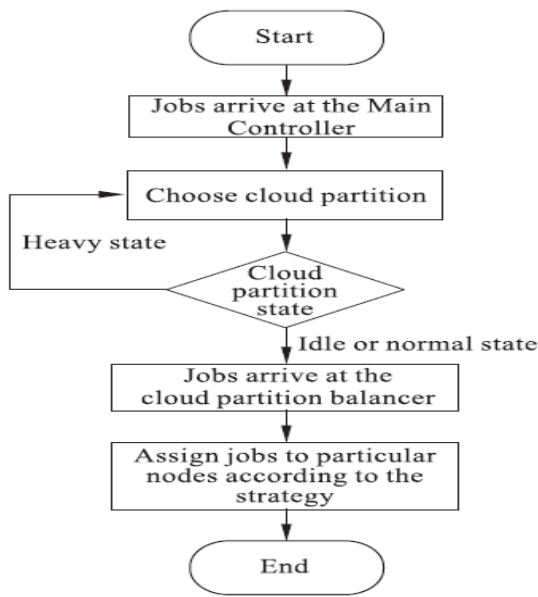 Start
Jobs arrive at the Main
Controller
Choose cloud partition
Heavy state
Cloud
partition
state
Idle or normal state
Jobs arrive at the
cloud partition balancer
Assign jobs to particular
nodes according to the
strategy
End